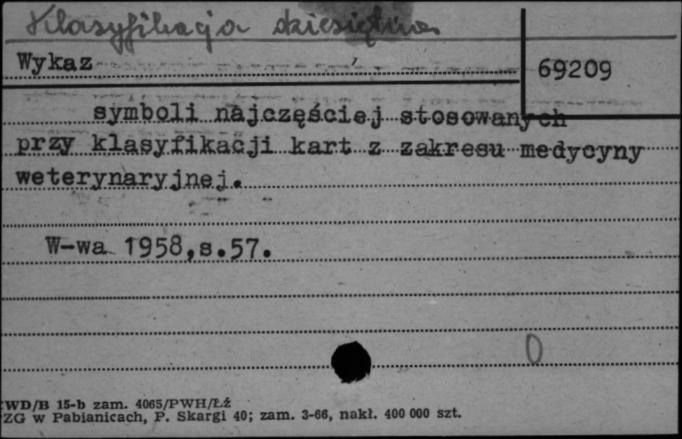 Klasyfikacja dziesiętna
Wykaz
69209
symboli najczęściej stosowanych
przy klasyfikacji kart z zakresu medycyny
weterynaryjnej.
W-wa 1958,s.57.
0
WD/B 15-b zam. 4065/PWH/Łź
ZG w Pabianicach, P. Skargi 40; zam. 3-66, nakł. 400 000 szt.